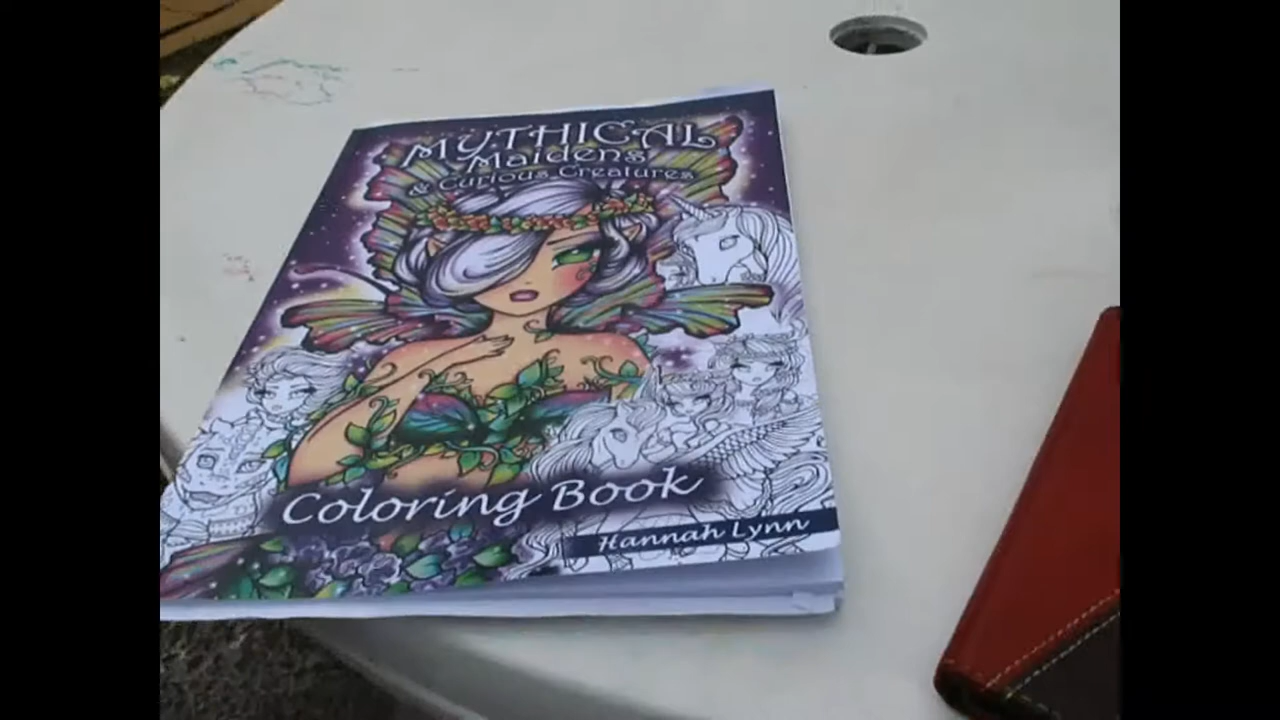 MYTHICAL
Maidens
& Curious Creatures
Coloring Book
Hannah Lynn